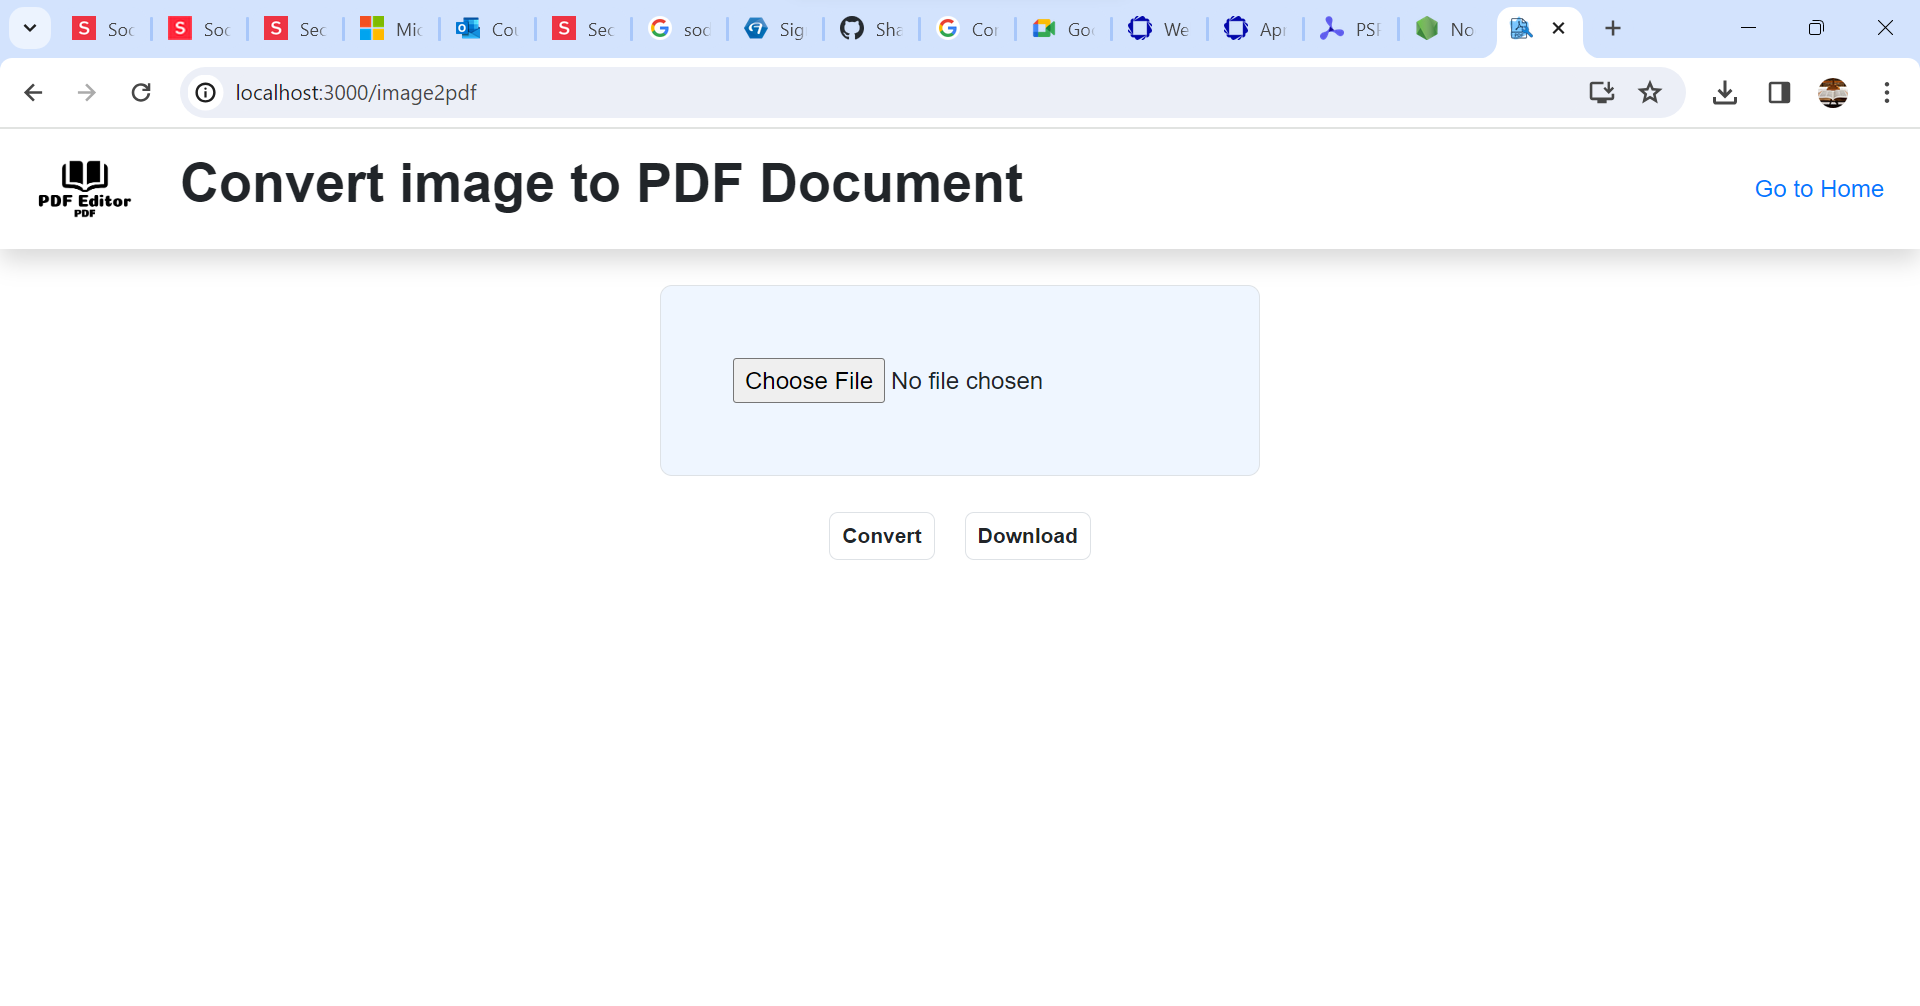 S Soc S Soc S Sec Mic Cou S Sec G soc Sig Sha G Cor Goo We Apr PSP No
localhost:3000/image2pdf
PDF Editor
PDF
Convert image to PDF Document
Go to Home
Choose File No file chosen
Convert Download